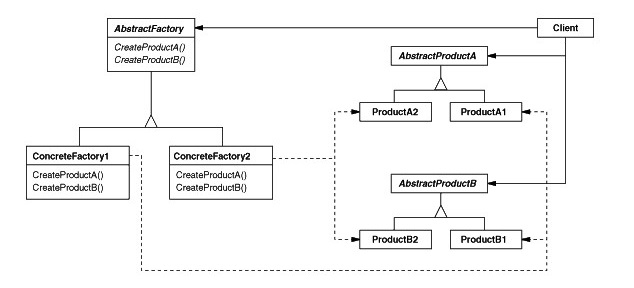 AbstractFactory
CreateProductA()
CreateProductB()
Client
AbstractProductA
ProductA2
ProductA1
ConcreteFactory1
CreateProductA()
CreateProductB()
ConcreteFactory2
CreateProductA()
CreateProductB()
AbstractProductB
ProductB2
ProductB1